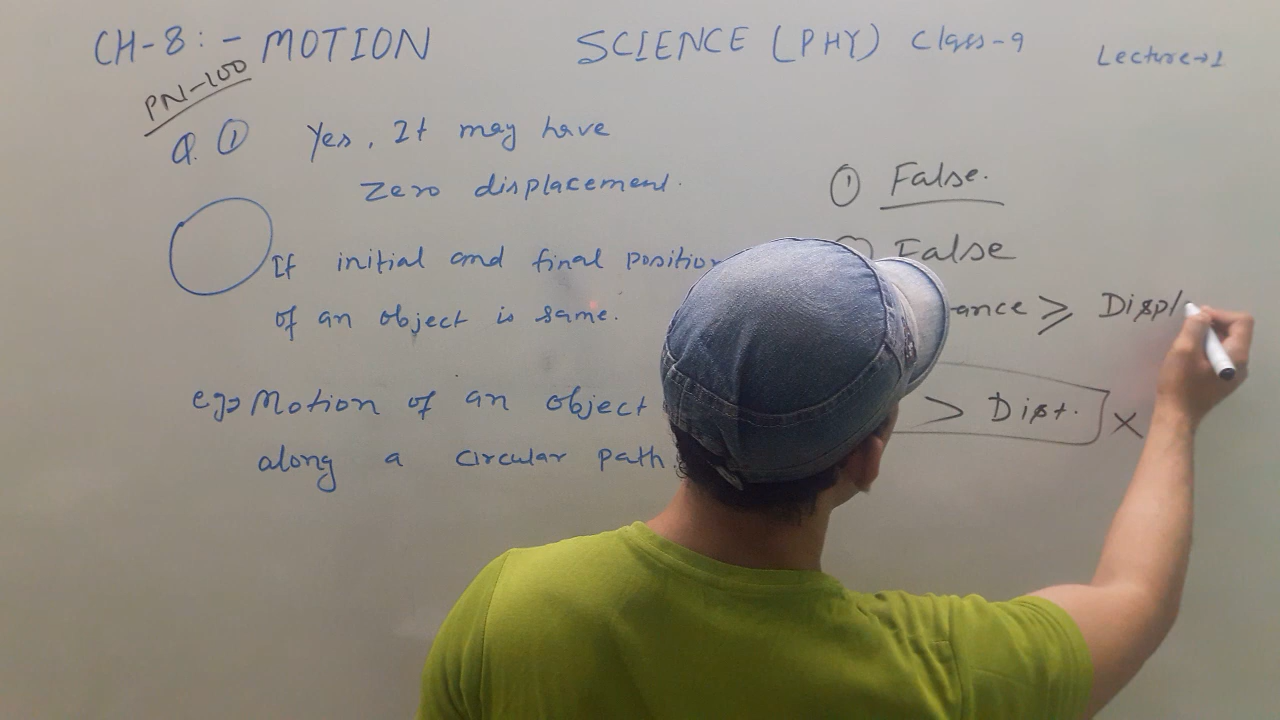 CH-8:- MOTION SCIENCE (PHY) Class-9 Lecture→1
PN-100
Q. ① Yes, It may have
zero displacement.
If initial and final position
of an object is same.
eg→ Motion of an object
along a circular path.
① False.
False
ance ⩾ Displ
> Dist. ×